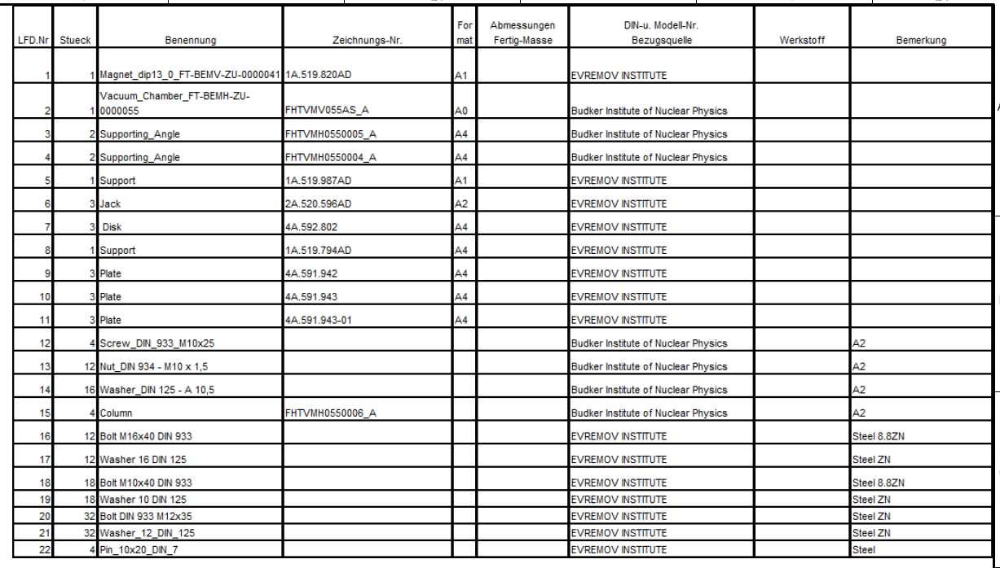 LFD.Nr Stueck Benennung Zeichnungs-Nr. For mat Abmessungen Fertig-Masse DIN-u. Modell-Nr. Bezugsquelle Werkstoff Bemerkung
1 1 Magnet_dip13_0_FT-BEMV-ZU-0000041 1A.519.820AD A1 EVREMOV INSTITUTE
2 1 Vacuum_Chamber_FT-BEMH-ZU-0000055 FHTVMV055AS_A A0 Budker Institute of Nuclear Physics
3 2 Supporting_Angle FHTVMH0550005_A A4 Budker Institute of Nuclear Physics
4 2 Supporting_Angle FHTVMH0550004_A A4 Budker Institute of Nuclear Physics
5 1 Support 1A.519.987AD A1 EVREMOV INSTITUTE
6 3 Jack 2A.520.596AD A2 EVREMOV INSTITUTE
7 3 Disk 4A.592.802 A4 EVREMOV INSTITUTE
8 1 Support 1A.519.794AD A4 EVREMOV INSTITUTE
9 3 Plate 4A.591.942 A4 EVREMOV INSTITUTE
10 3 Plate 4A.591.943 A4 EVREMOV INSTITUTE
11 3 Plate 4A.591.943-01 A4 EVREMOV INSTITUTE
12 4 Screw_DIN_933_M10x25 Budker Institute of Nuclear Physics A2
13 12 Nut_DIN 934 - M10 x 1,5 Budker Institute of Nuclear Physics A2
14 16 Washer_DIN 125 - A 10,5 Budker Institute of Nuclear Physics A2
15 4 Column FHTVMH0550006_A Budker Institute of Nuclear Physics A2
16 12 Bolt M16x40 DIN 933 EVREMOV INSTITUTE Steel 8.8ZN
17 12 Washer 16 DIN 125 EVREMOV INSTITUTE Steel ZN
18 18 Bolt M10x40 DIN 933 EVREMOV INSTITUTE Steel 8.8ZN
19 18 Washer 10 DIN 125 EVREMOV INSTITUTE Steel ZN
20 32 Bolt DIN 933 M12x35 EVREMOV INSTITUTE Steel ZN
21 32 Washer_12_DIN_125 EVREMOV INSTITUTE Steel ZN
22 4 Pin_10x20_DIN_7 EVREMOV INSTITUTE Steel